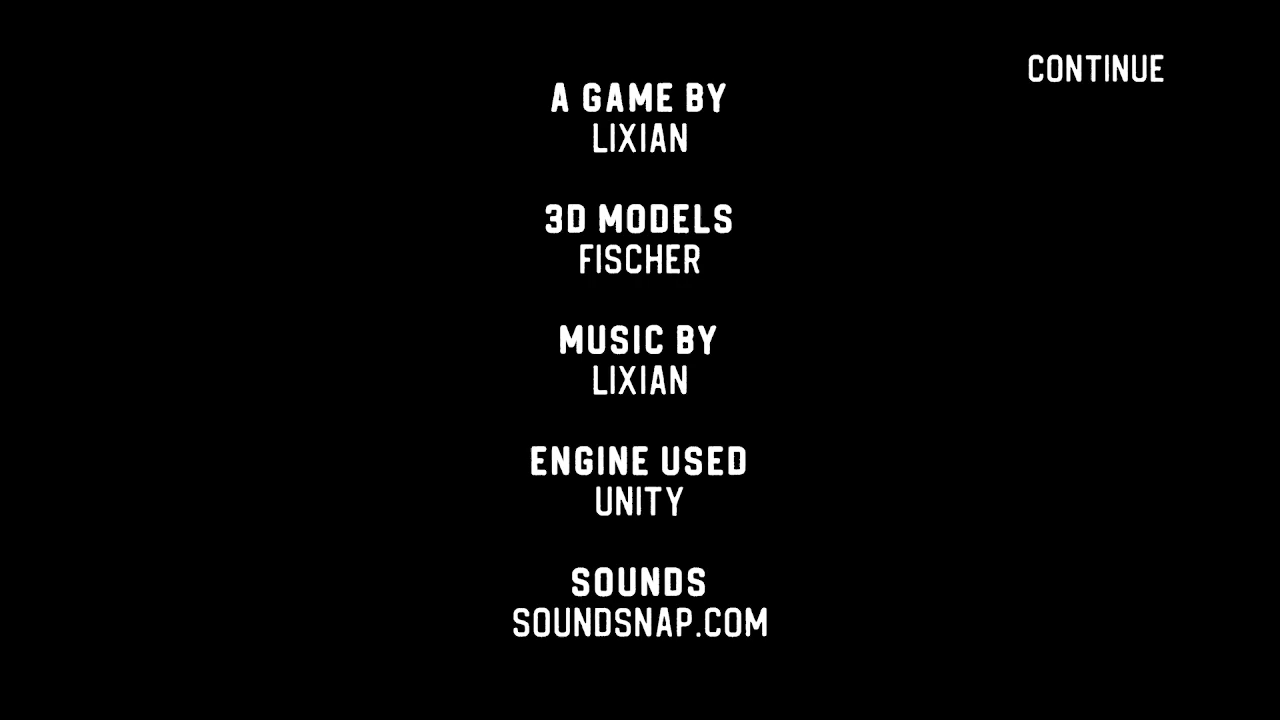 CONTINUE
A GAME BY
LIXIAN
3D MODELS
FISCHER
MUSIC BY
LIXIAN
ENGINE USED
UNITY
SOUNDS
SOUNDSNAP.COM